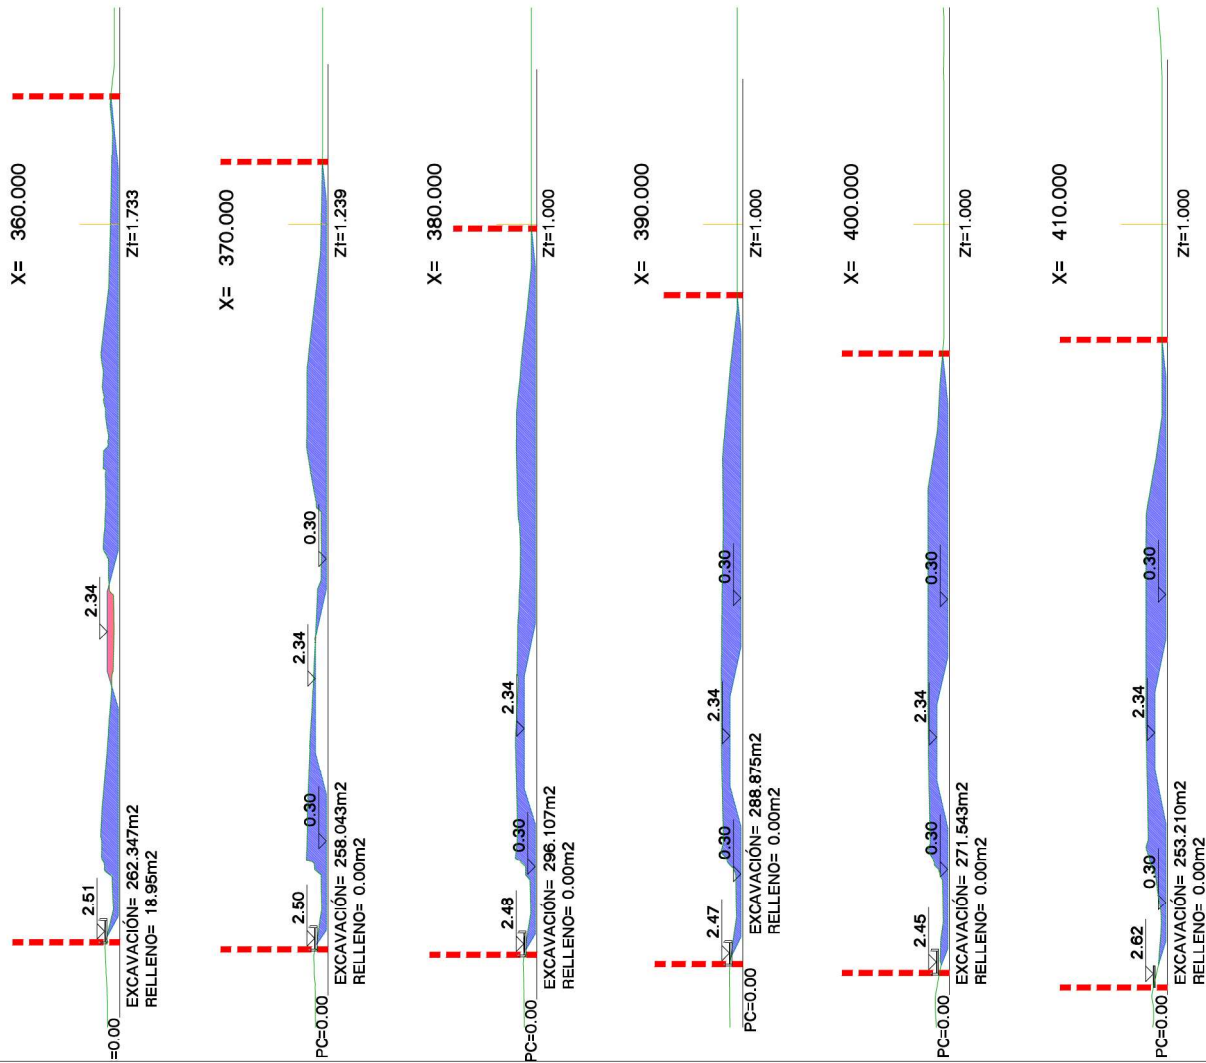 X= 360.000
2.34
2.51
Zt=1.733
EXCAVACIÓN= 262.347m2
RELLENO= 18.95m2
=0.00
X= 370.000
0.30
2.34
0.30
2.50
Zt=1.239
EXCAVACIÓN= 258.043m2
RELLENO= 0.00m2
PC=0.00
X= 380.000
2.34
0.30
2.48
Zt=1.000
EXCAVACIÓN= 296.107m2
RELLENO= 0.00m2
PC=0.00
X= 390.000
0.30
2.34
0.30
2.47
Zt=1.000
EXCAVACIÓN= 288.875m2
RELLENO= 0.00m2
PC=0.00
X= 400.000
0.30
2.34
0.30
2.45
Zt=1.000
EXCAVACIÓN= 271.543m2
RELLENO= 0.00m2
PC=0.00
X= 410.000
0.30
2.34
0.30
2.62
Zt=1.000
EXCAVACIÓN= 253.210m2
RELLENO= 0.00m2
PC=0.00